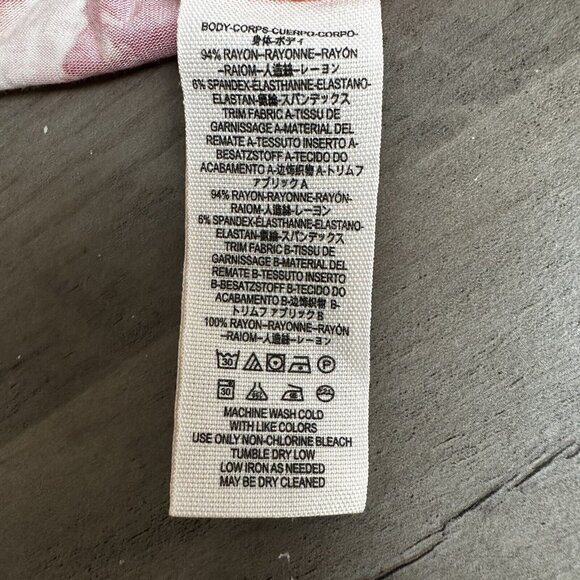 BODY-CORPS-CUERPO-CORPO-
身体-ボディ
94% RAYON-RAYONNE-RAYÓN
-RAIOM-人造絲-レーヨン
6% SPANDEX-ÉLASTHANNE-ELASTANO-
ELASTAN-氨綸-スパンデックス
TRIM FABRIC A-TISSU DE
GARNISSAGE A-MATERIAL DEL
REMATE A-TESSUTO INSERTO A-
BESATZSTOFF A-TECIDO DO
ACABAMENTO A-边饰织物 A-トリムフ
ァブリック A
94% RAYON-RAYONNE-RAYÓN-
RAIOM-人造絲-レーヨン
6% SPANDEX-ÉLASTHANNE-ELASTANO-
ELASTAN-氨綸-スパンデックス
TRIM FABRIC B-TISSU DE
GARNISSAGE B-MATERIAL DEL
REMATE B-TESSUTO INSERTO
B-BESATZSTOFF B-TECIDO DO
ACABAMENTO B-边饰织物 B-
トリムファブリック B
100% RAYON-RAYONNE-RAYÓN
-RAIOM-人造絲-レーヨン
30 P
30
MACHINE WASH COLD
WITH LIKE COLORS
USE ONLY NON-CHLORINE BLEACH
TUMBLE DRY LOW
LOW IRON AS NEEDED
MAY BE DRY CLEANED